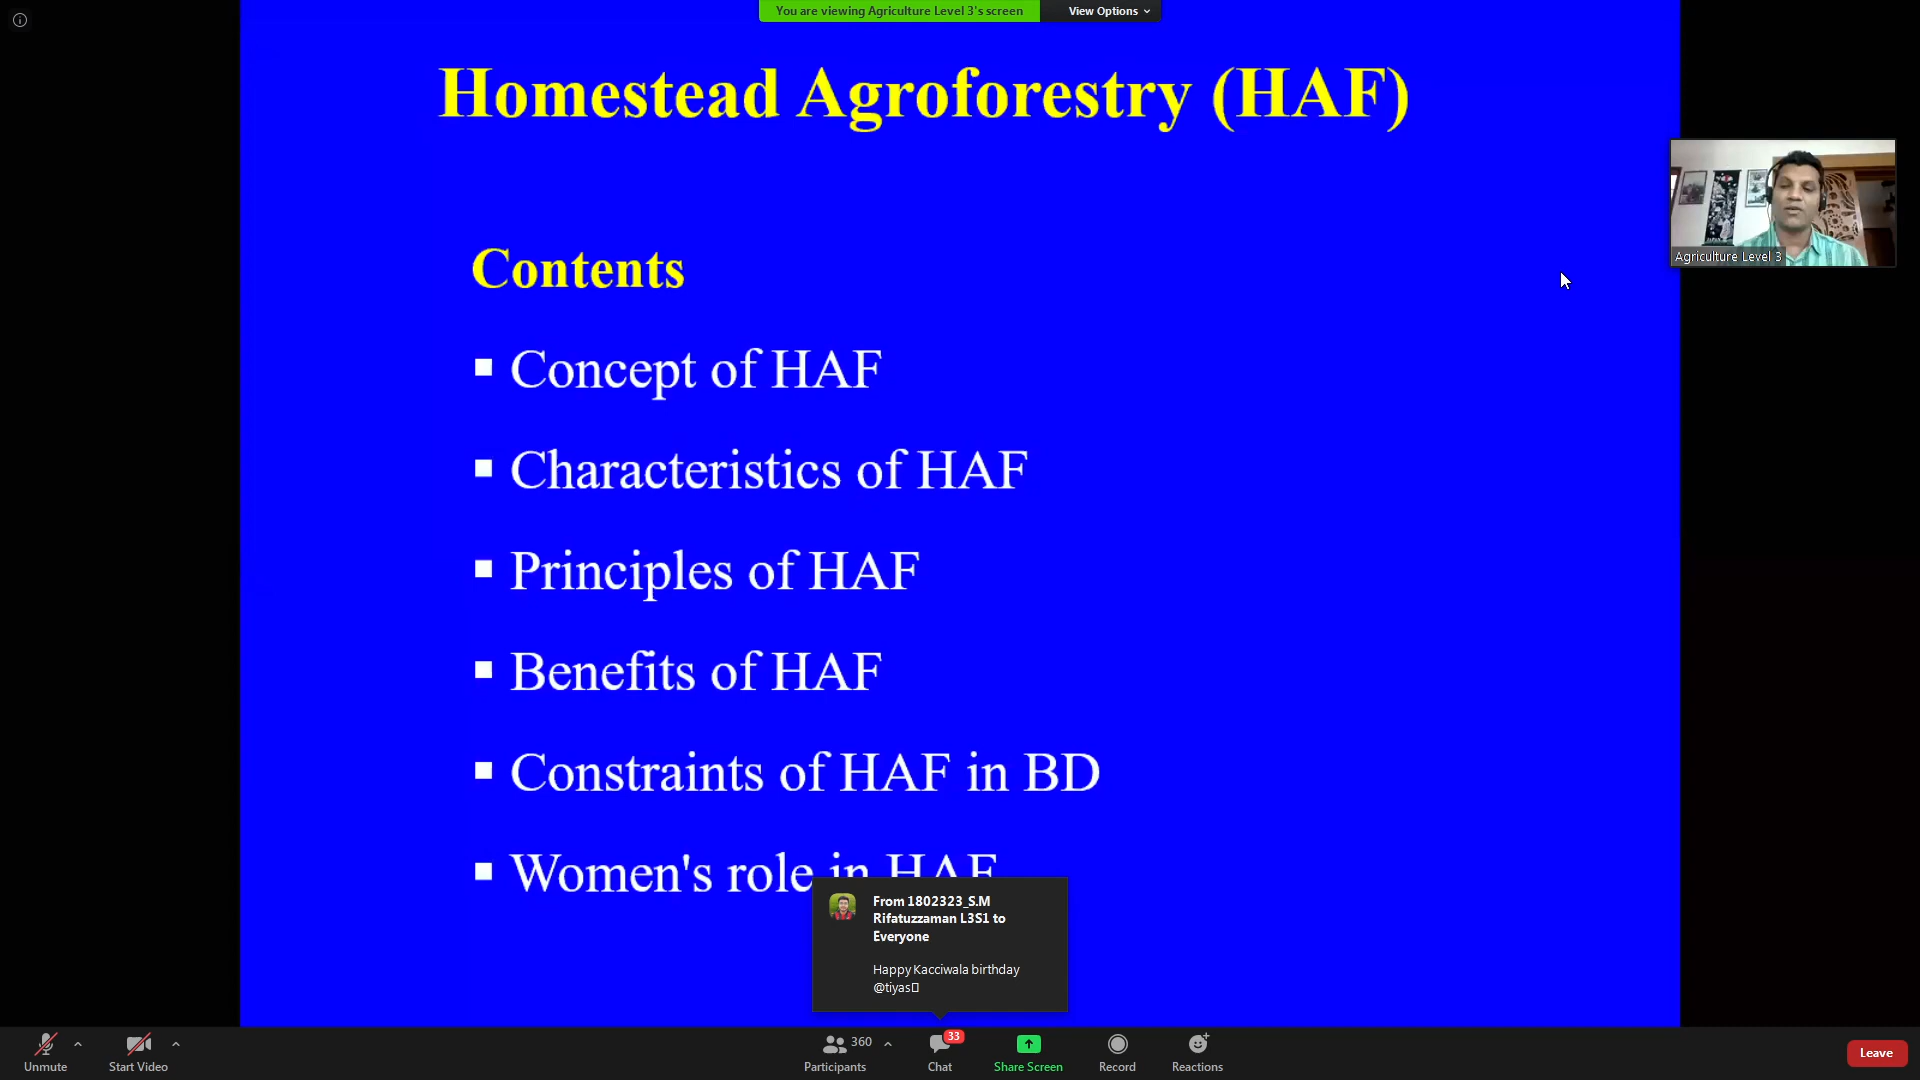 You are viewing Agriculture Level 3's screen
View Options
Homestead Agroforestry (HAF)
Agriculture Level 3
Contents
Concept of HAF
Characteristics of HAF
Principles of HAF
Benefits of HAF
Constraints of HAF in BD
Women's role in HAF
From 1802323_S.M
Rifatuzzaman L3S1 to
Everyone
Happy Kacciwala birthday
@tiyas
Unmute
Start Video
360
Participants
33
Chat
Share Screen
Record
Reactions
Leave